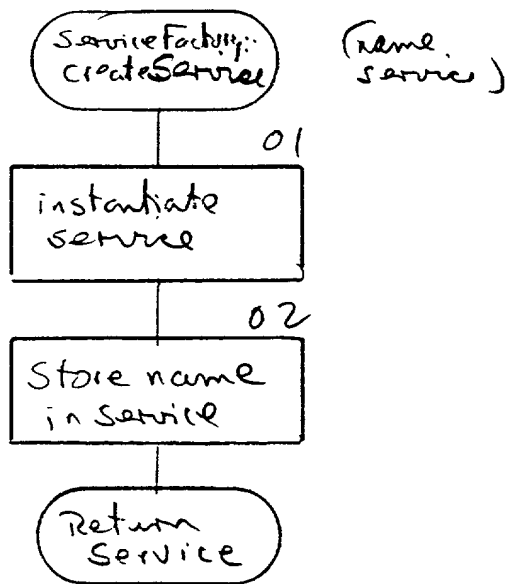 ServiceFactory::
createService
(name,
service)
01
instantiate
service
02
Store name
in service
Return
Service